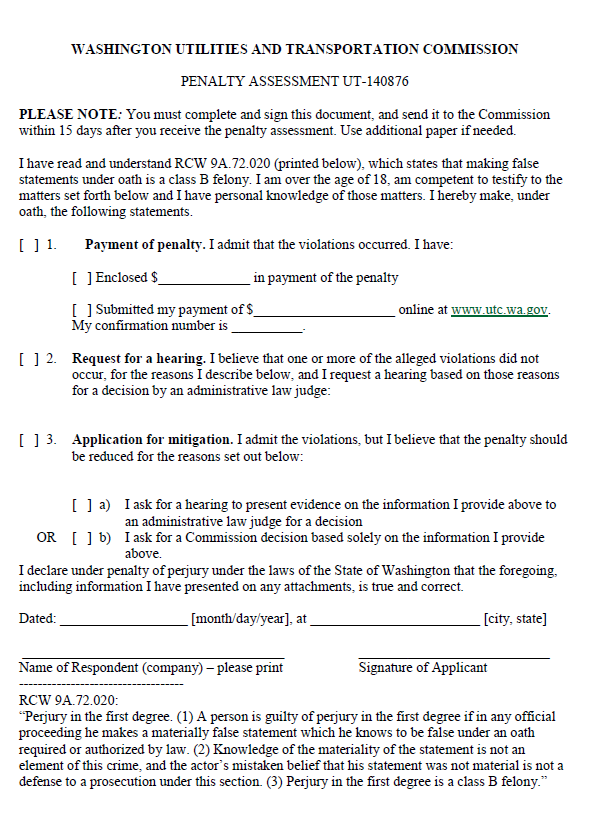 WASHINGTON UTILITIES AND TRANSPORTATION COMMISSION
PENALTY ASSESSMENT UT-140876
PLEASE NOTE: You must complete and sign this document, and send it to the Commission
within 15 days after you receive the penalty assessment. Use additional paper if needed.
I have read and understand RCW 9A.72.020 (printed below), which states that making false
statements under oath is a class B felony. I am over the age of 18, am competent to testify to the
matters set forth below and I have personal knowledge of those matters. I hereby make, under
oath, the following statements.
[ ] 1. Payment of penalty. I admit that the violations occurred. I have:
[ ] Enclosed $______________ in payment of the penalty
[ ] Submitted my payment of $______________________ online at www.utc.wa.gov.
My confirmation number is ___________.
[ ] 2. Request for a hearing. I believe that one or more of the alleged violations did not
occur, for the reasons I describe below, and I request a hearing based on those reasons
for a decision by an administrative law judge:
[ ] 3. Application for mitigation. I admit the violations, but I believe that the penalty should
be reduced for the reasons set out below:
[ ] a) I ask for a hearing to present evidence on the information I provide above to
an administrative law judge for a decision
OR [ ] b) I ask for a Commission decision based solely on the information I provide
above.
I declare under penalty of perjury under the laws of the State of Washington that the foregoing,
including information I have presented on any attachments, is true and correct.
Dated: ____________________ [month/day/year], at __________________________ [city, state]
_________________________________________ ______________________________
Name of Respondent (company) – please print Signature of Applicant
-----------------------------------
RCW 9A.72.020:
“Perjury in the first degree. (1) A person is guilty of perjury in the first degree if in any official
proceeding he makes a materially false statement which he knows to be false under an oath
required or authorized by law. (2) Knowledge of the materiality of the statement is not an
element of this crime, and the actor’s mistaken belief that his statement was not material is not a
defense to a prosecution under this section. (3) Perjury in the first degree is a class B felony.”